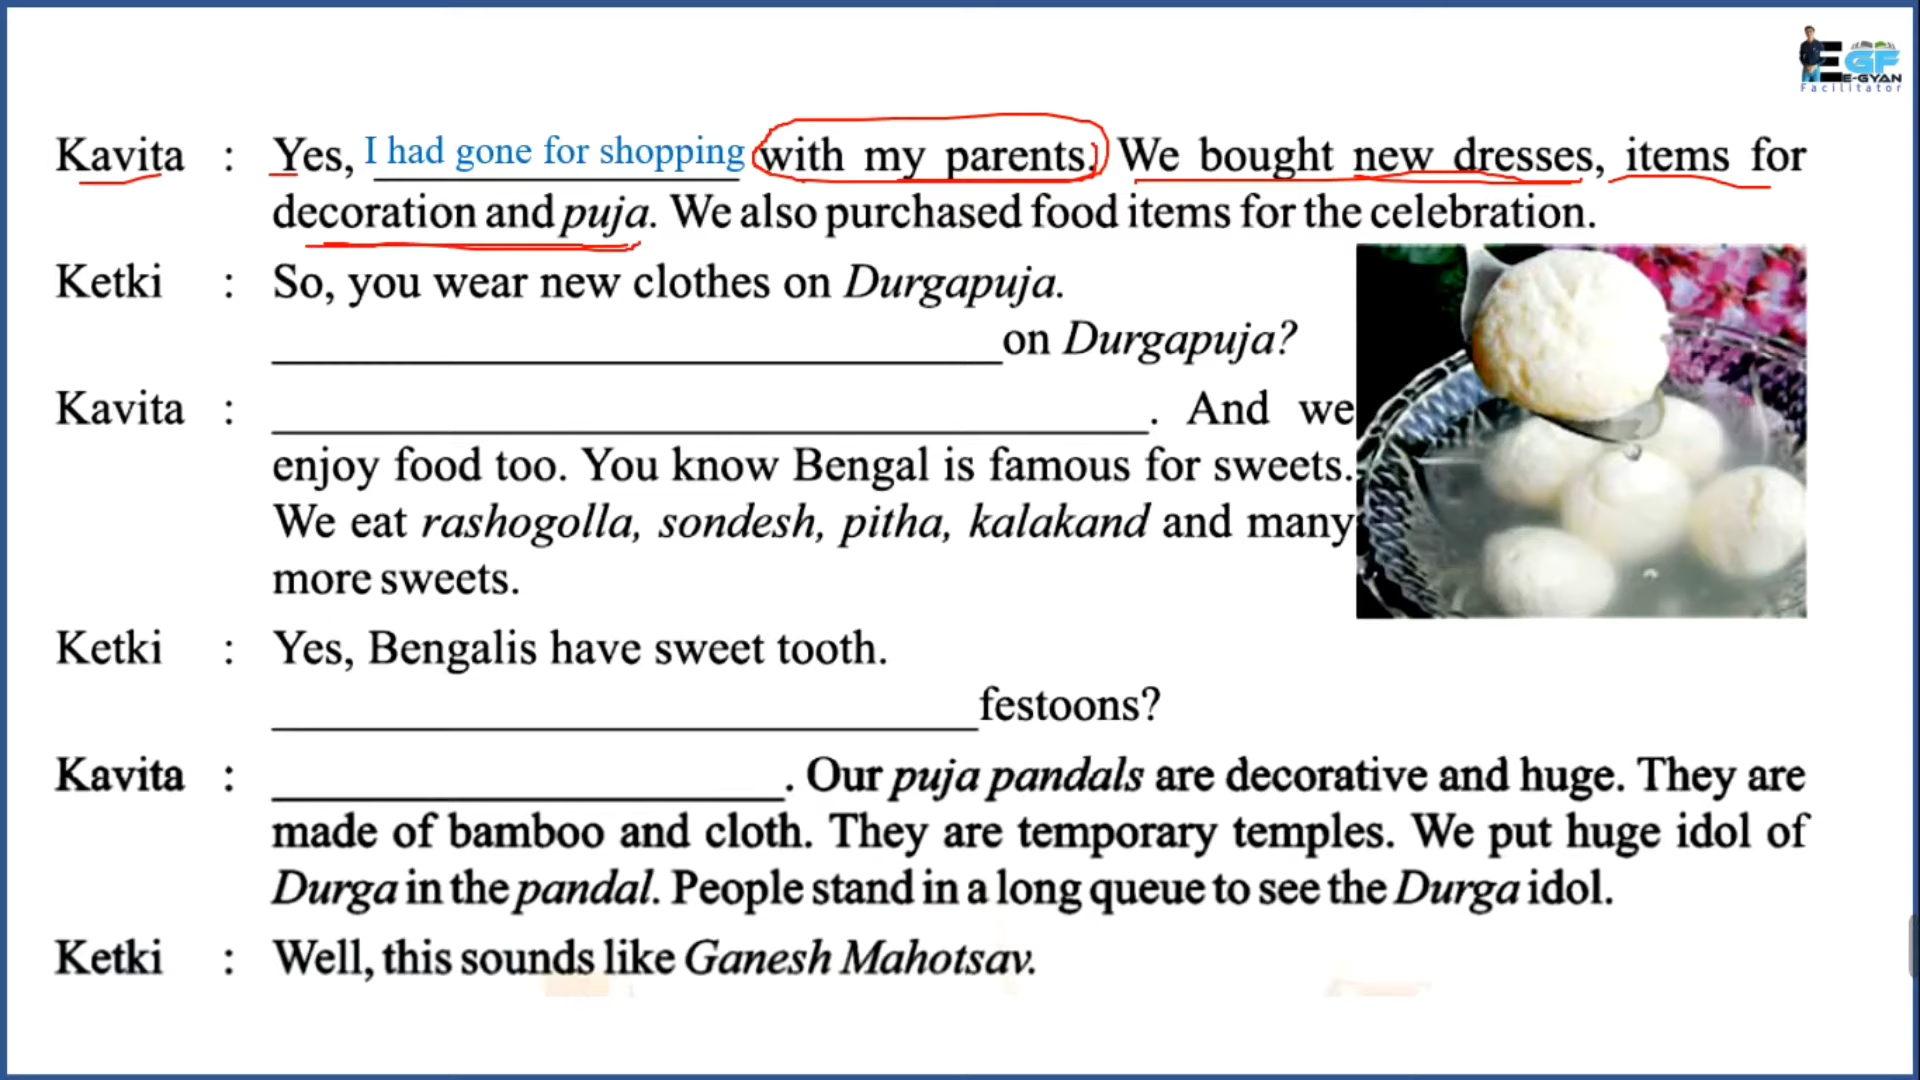 EGF
E-GYAN
Facilitator
Kavita : Yes, I had gone for shopping with my parents. We bought new dresses, items for
decoration and puja. We also purchased food items for the celebration.
Ketki : So, you wear new clothes on Durgapuja.
on Durgapuja?
Kavita : . And we
enjoy food too. You know Bengal is famous for sweets.
We eat rashogolla, sondesh, pitha, kalakand and many
more sweets.
Ketki : Yes, Bengalis have sweet tooth.
festoons?
Kavita : . Our puja pandals are decorative and huge. They are
made of bamboo and cloth. They are temporary temples. We put huge idol of
Durga in the pandal. People stand in a long queue to see the Durga idol.
Ketki : Well, this sounds like Ganesh Mahotsav.